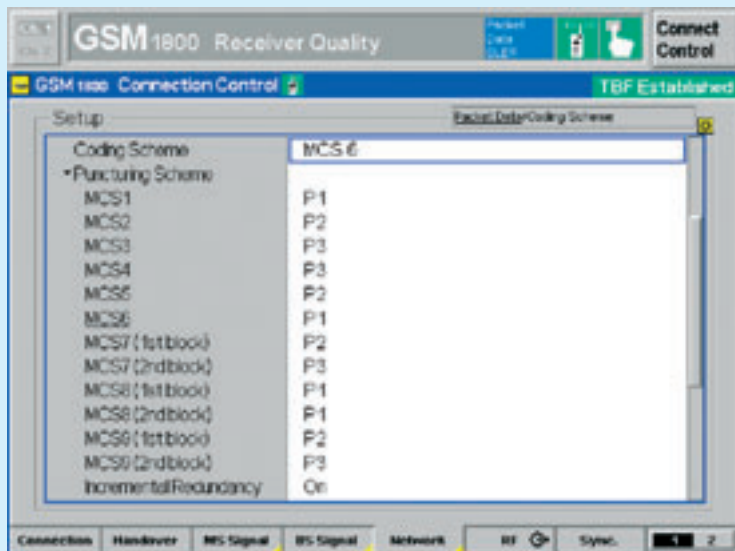 GSM 1800 Receiver Quality
Packet Data BLER
Connect Control
GSM 1800 Connection Control
TBF Established
Setup
Packet Data/Coding Scheme
Coding Scheme MCS 6
Puncturing Scheme
MCS1 P1
MCS2 P2
MCS3 P3
MCS4 P3
MCS5 P2
MCS6 P1
MCS7 (1st block) P2
MCS7 (2nd block) P3
MCS8 (1st block) P1
MCS8 (2nd block) P1
MCS9 (1st block) P2
MCS9 (2nd block) P3
Incremental Redundancy On
Connection Handover MS Signal BS Signal Network RF Sync. 1 2